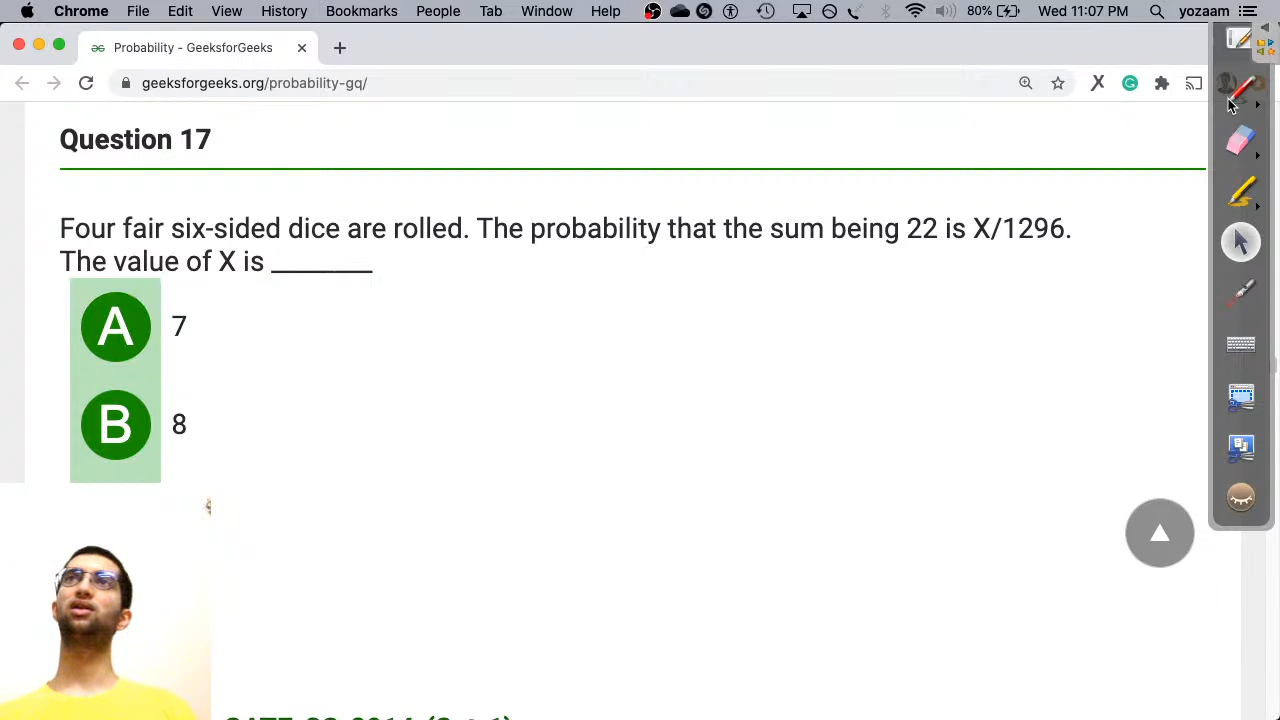 Chrome File Edit View History Bookmarks People Tab Window Help 80% Wed 11:07 PM yozaam
Probability - GeeksforGeeks
geeksforgeeks.org/probability-gq/
Question 17
Four fair six-sided dice are rolled. The probability that the sum being 22 is X/1296.
The value of X is ________
A 7
B 8